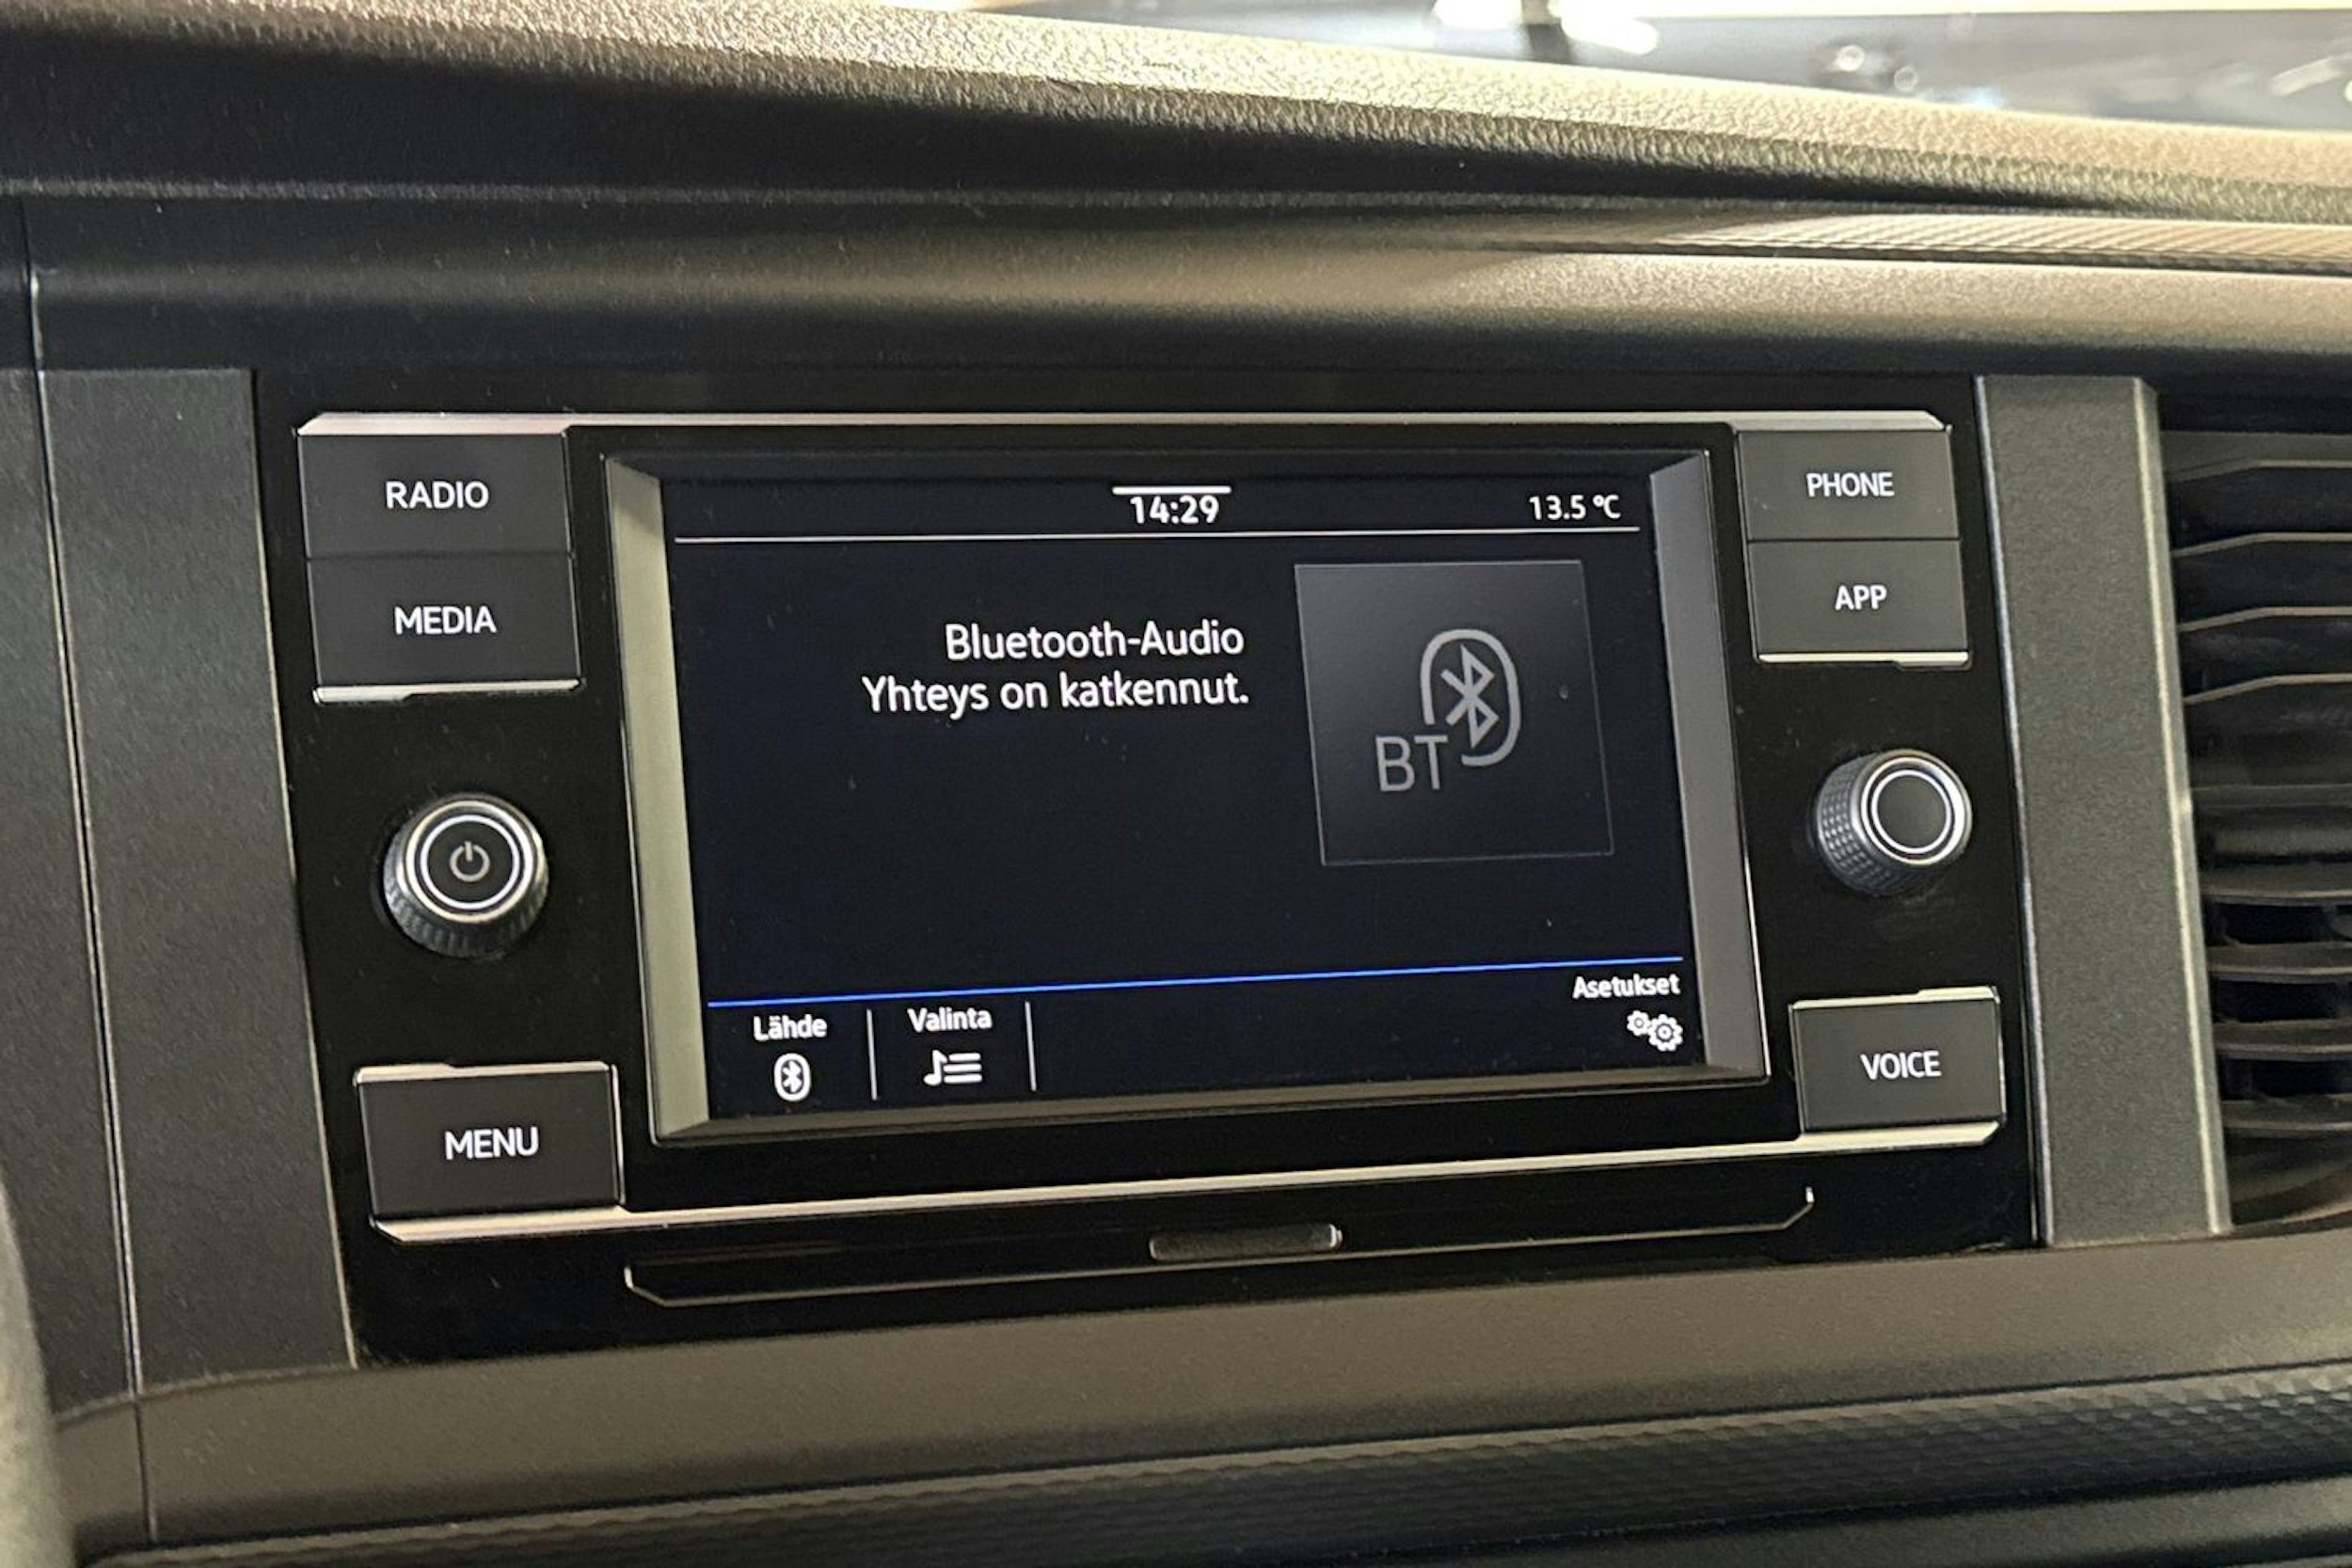 RADIO
MEDIA
MENU
14:29
13.5 °C
Bluetooth-Audio
Yhteys on katkennut.
BT
Lähde
Valinta
Asetukset
PHONE
APP
VOICE